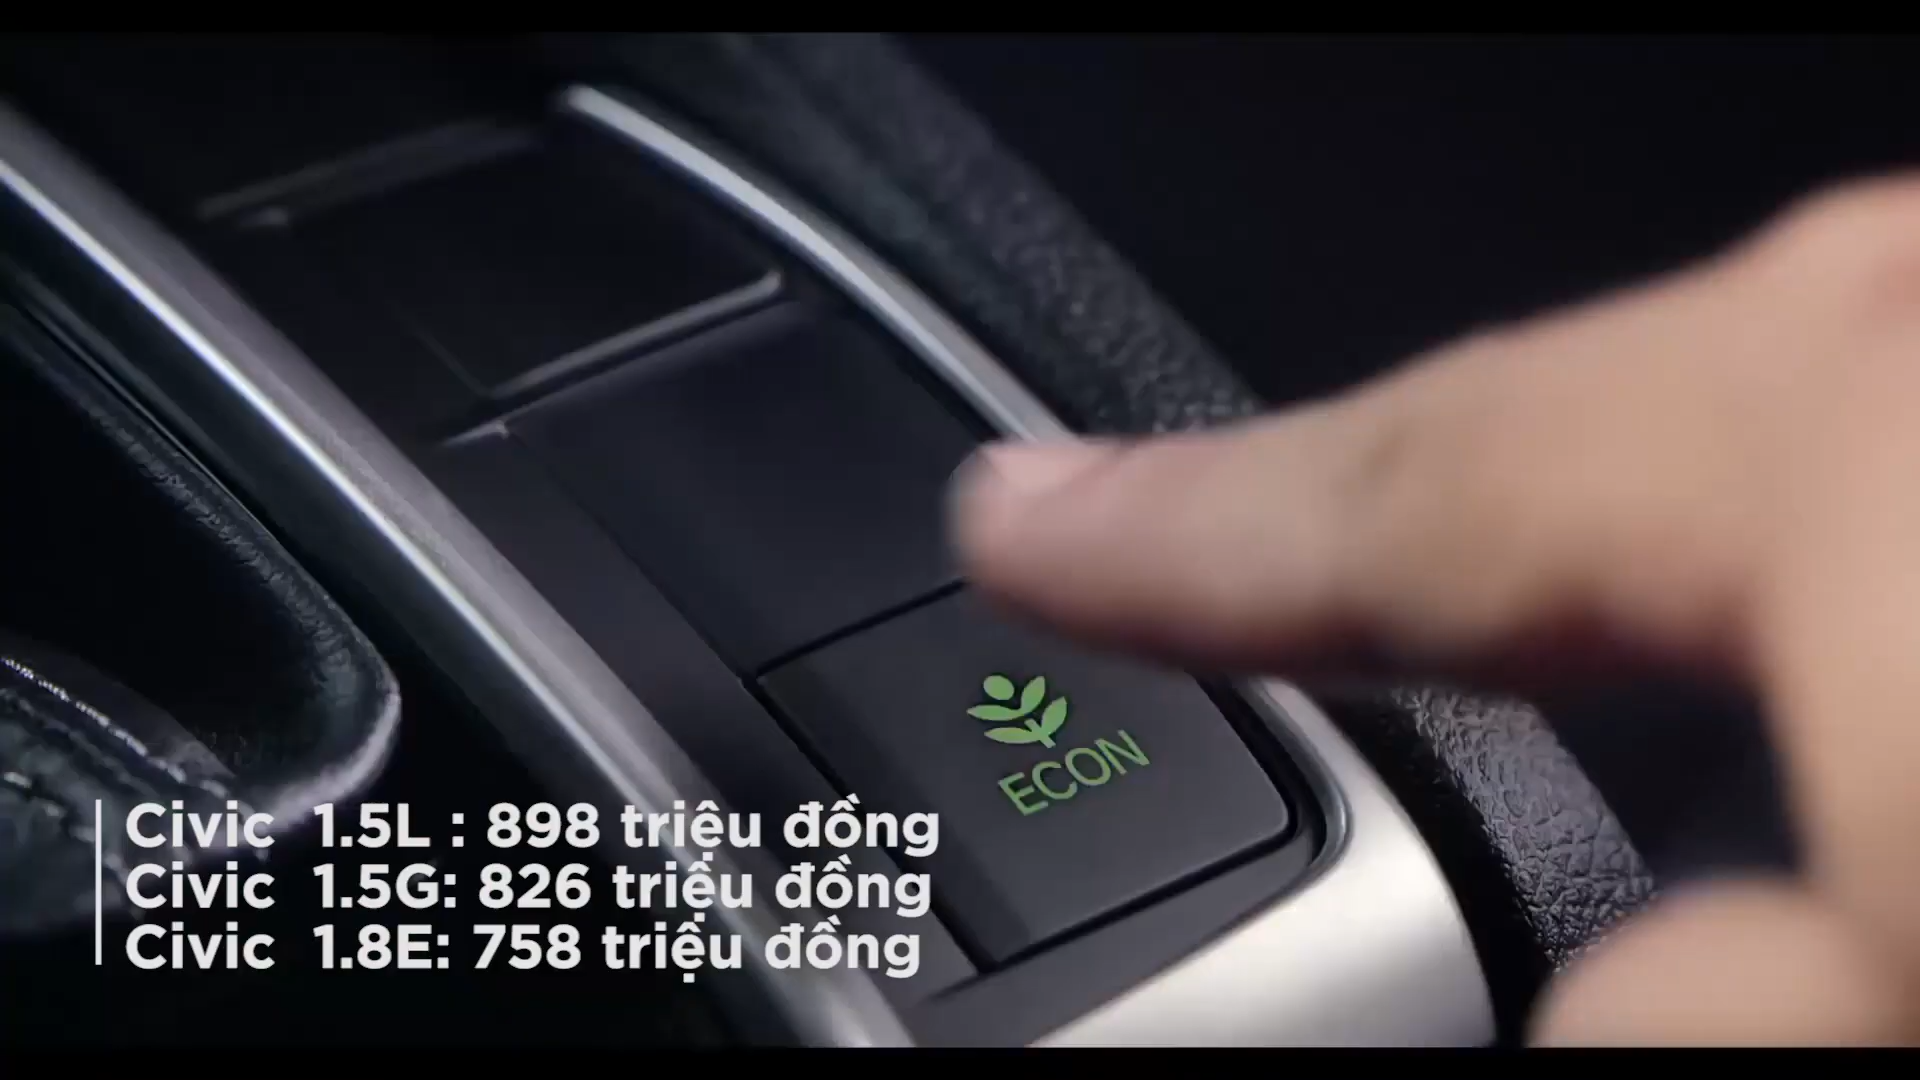 ECON
Civic 1.5L : 898 triệu đồng
Civic 1.5G: 826 triệu đồng
Civic 1.8E: 758 triệu đồng